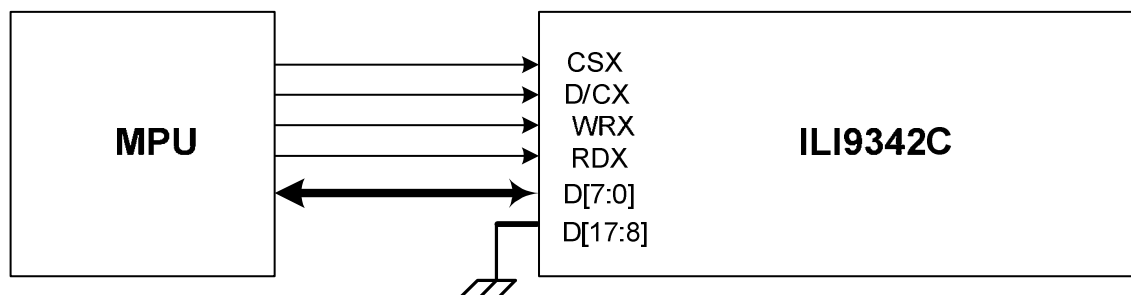 CSX
D/CX
WRX
MPU
ILI9342C
RDX
D[7:0]
D[17:8]